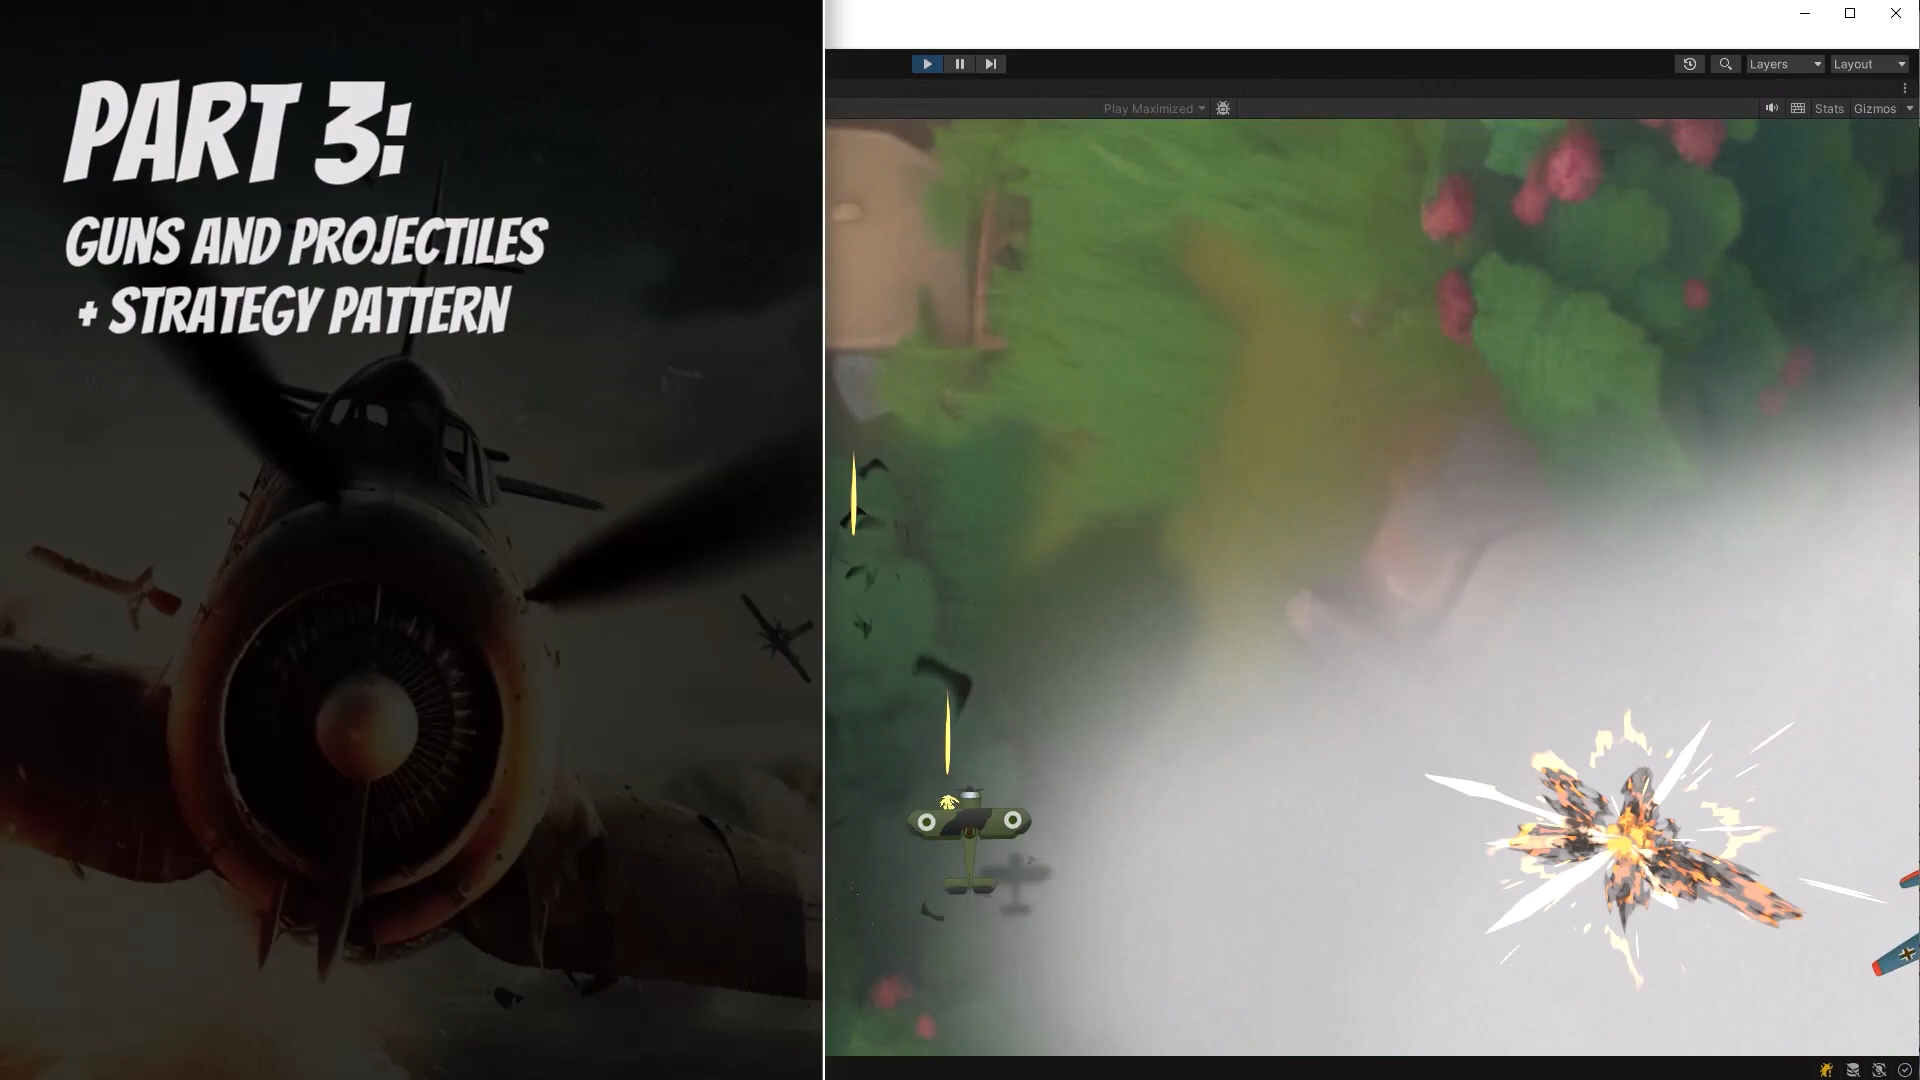 PART 3:
GUNS AND PROJECTILES
+ STRATEGY PATTERN
Layers
Layout
Play Maximized
Stats
Gizmos